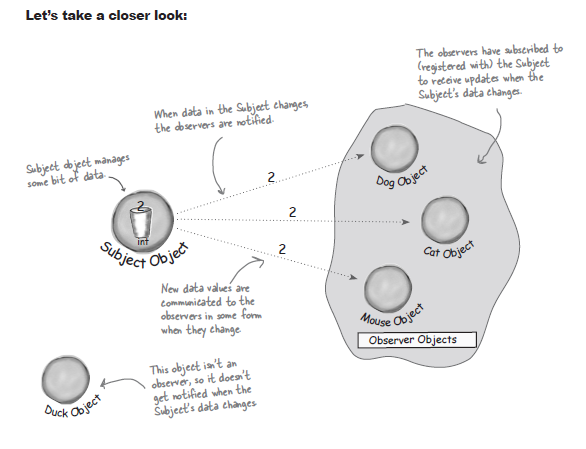 Let's take a closer look:
The observers have subscribed to
(registered with) the Subject
to receive updates when the
Subject's data changes.
When data in the Subject changes,
the observers are notified.
Subject object manages
some bit of data.
2
int
Subject Object
2
2
2
Dog Object
Cat Object
Mouse Object
Observer Objects
New data values are
communicated to the
observers in some form
when they change.
This object isn't an
observer, so it doesn't
get notified when the
Subject's data changes.
Duck Object